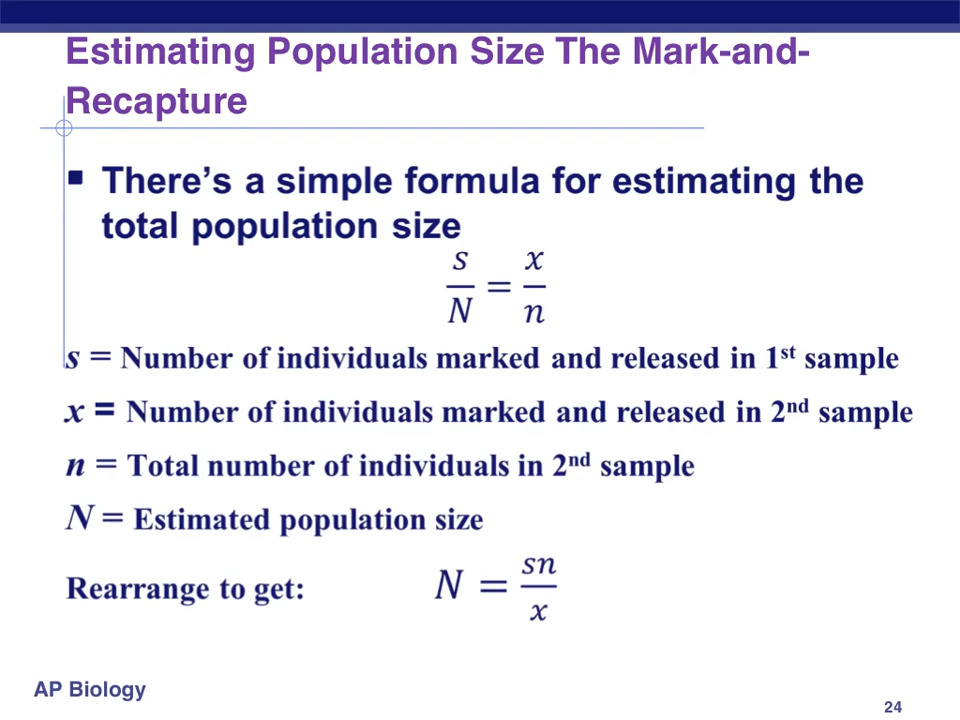 Estimating Population Size The Mark-and-
Recapture
▪ There's a simple formula for estimating the
total population size
s/N = x/n
s = Number of individuals marked and released in 1st sample
x = Number of individuals marked and released in 2nd sample
n = Total number of individuals in 2nd sample
N = Estimated population size
Rearrange to get: N = sn/x
AP Biology
24